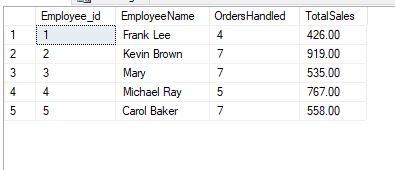 Employee_id EmployeeName OrdersHandled TotalSales
1 1 Frank Lee 4 426.00
2 2 Kevin Brown 7 919.00
3 3 Mary 7 535.00
4 4 Michael Ray 5 767.00
5 5 Carol Baker 7 558.00